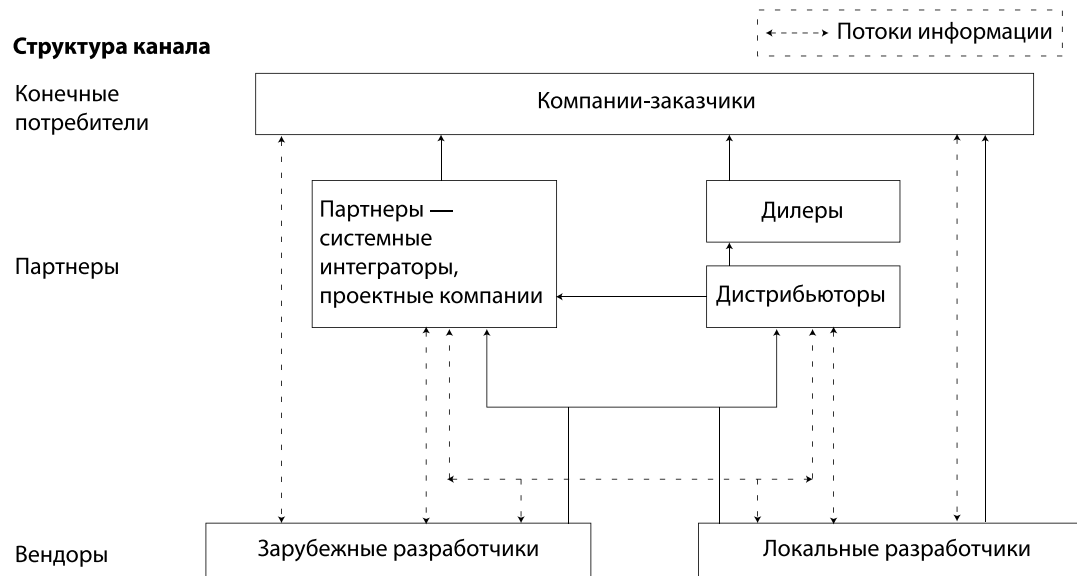 Потоки информации
Структура канала
Конечные
потребители
Компании-заказчики
Партнеры —
системные
интеграторы,
проектные компании
Дилеры
Партнеры
Дистрибьюторы
Вендоры
Зарубежные разработчики
Локальные разработчики